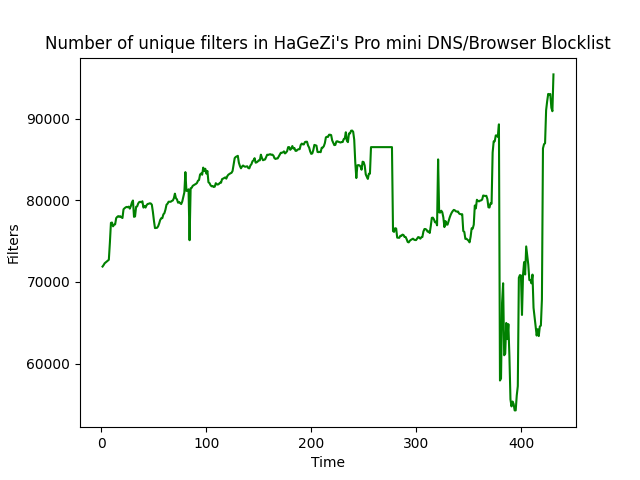 Number of unique filters in HaGeZi's Pro mini DNS/Browser Blocklist
90000
80000
70000
60000
Filters
0 100 200 300 400
Time